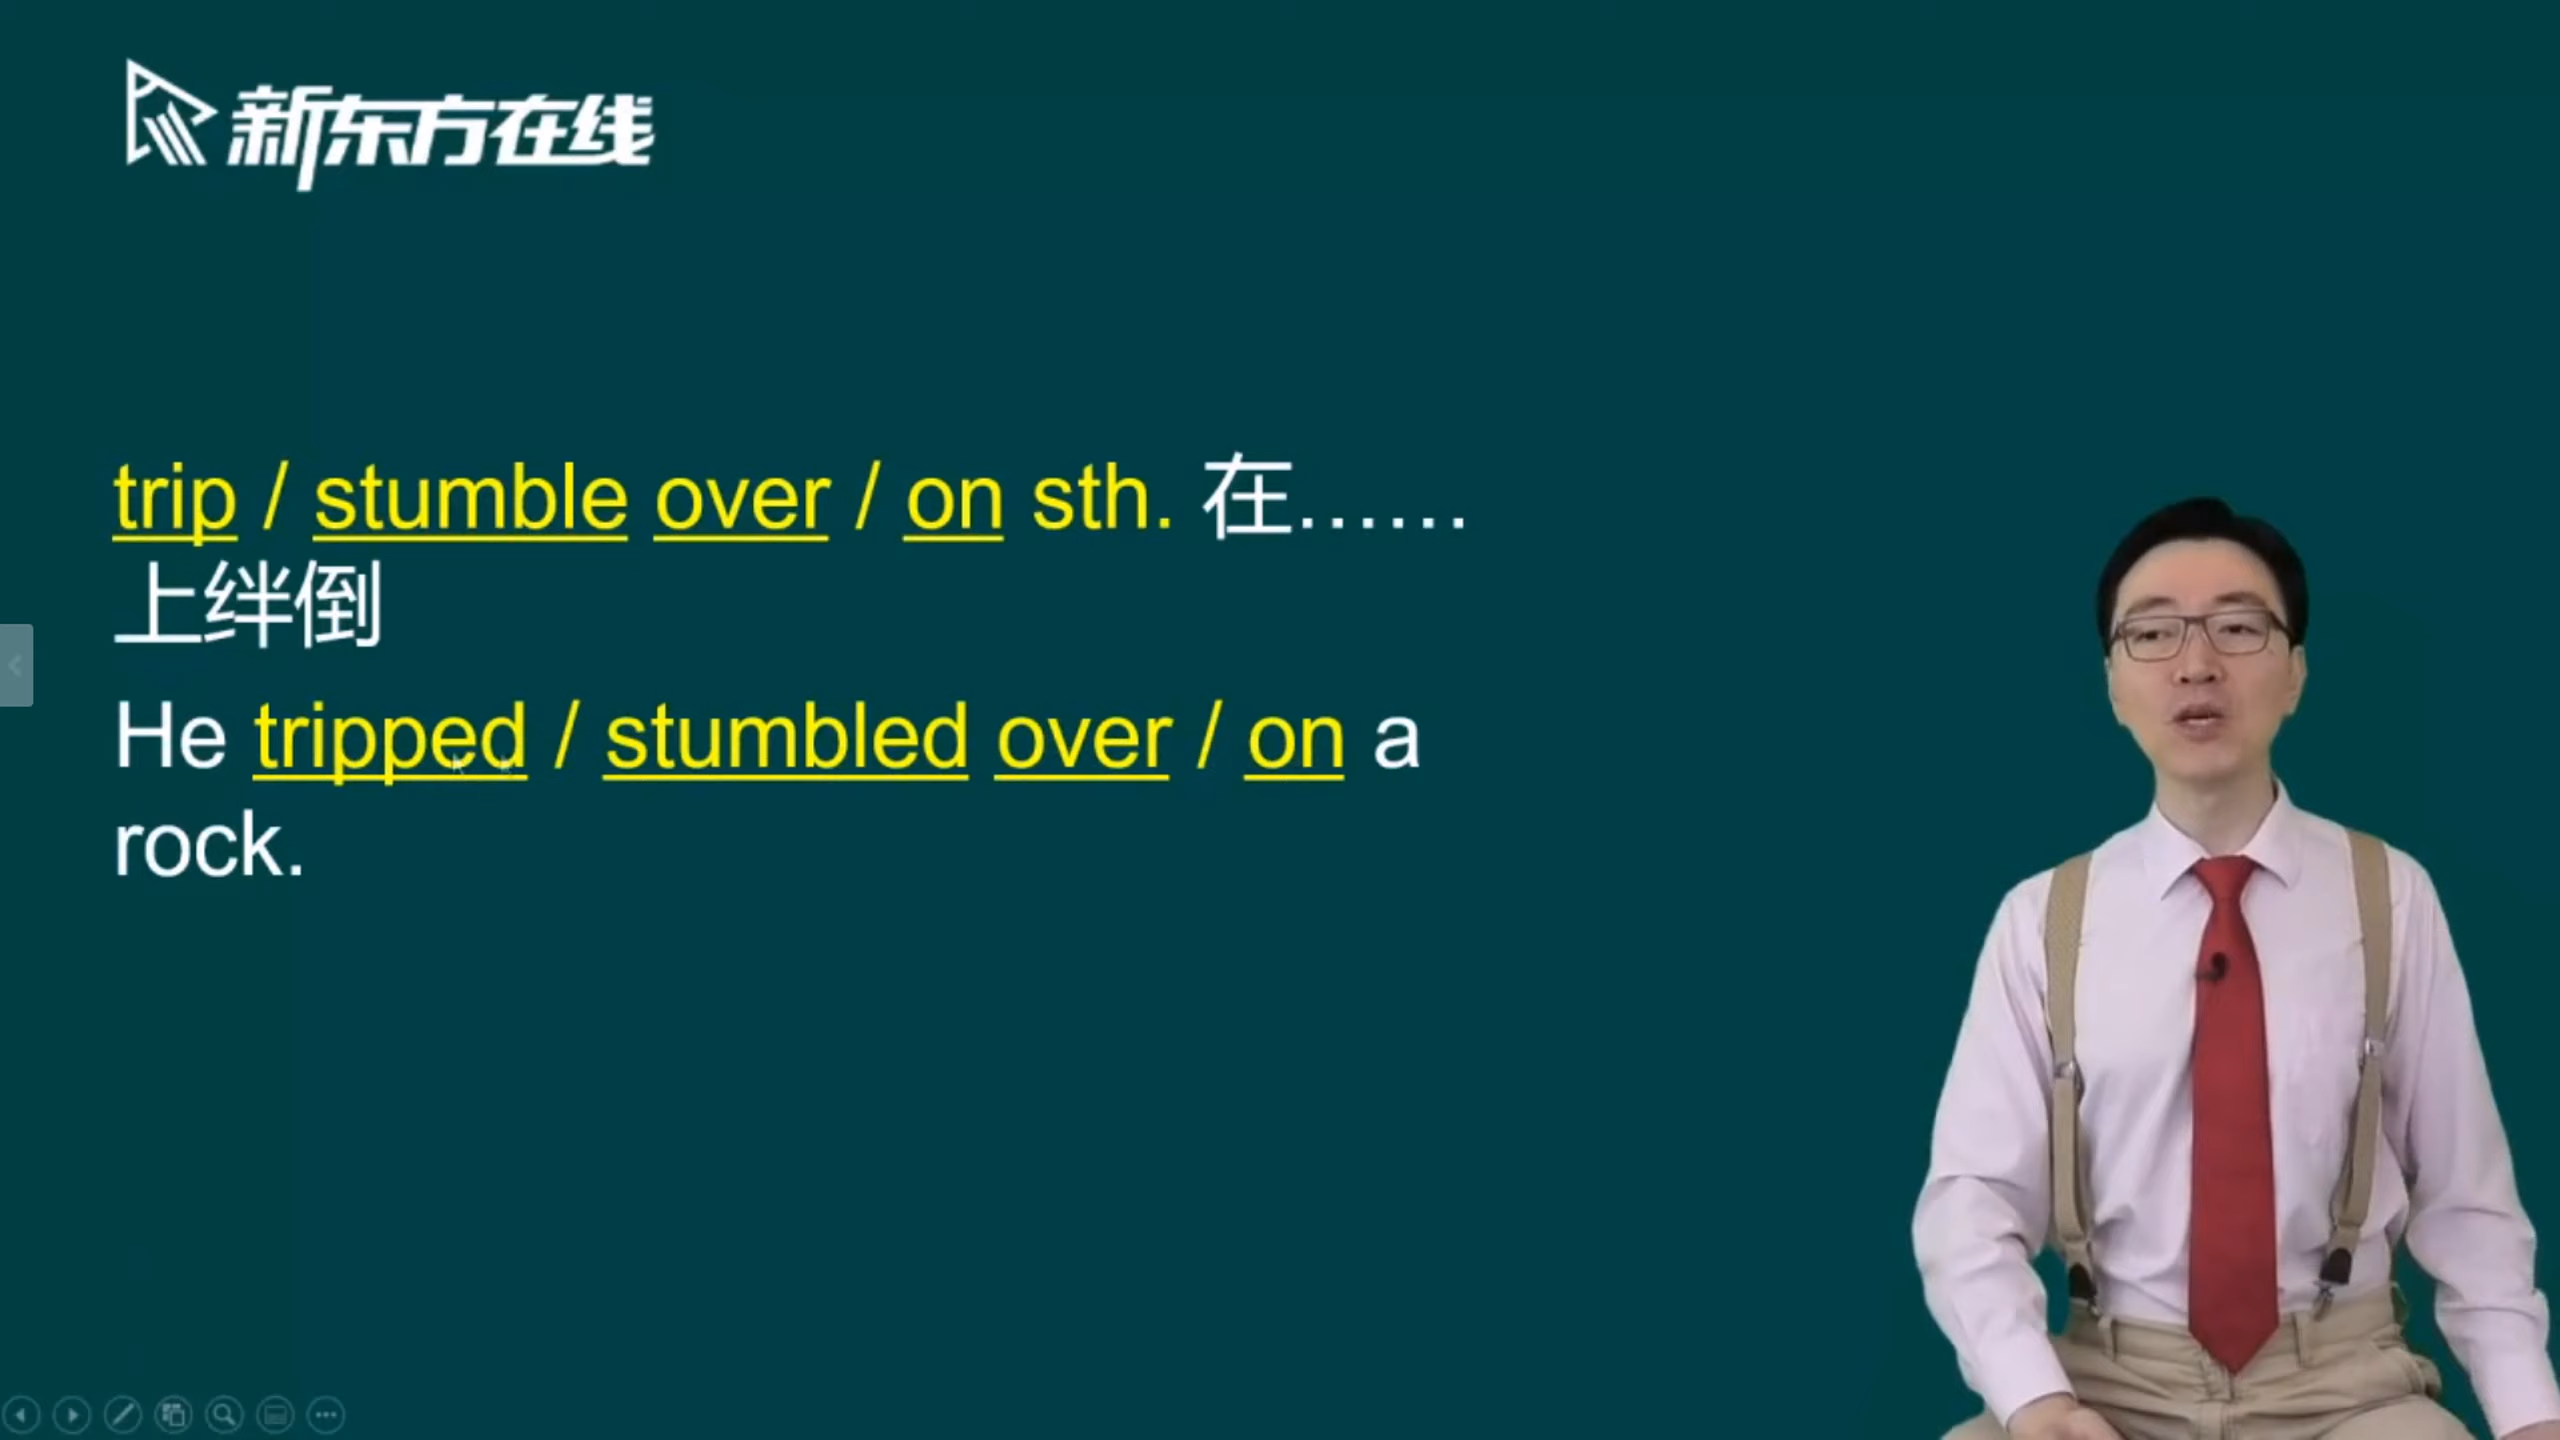 新东方在线
trip / stumble over / on sth. 在……
上绊倒
He tripped / stumbled over / on a
rock.